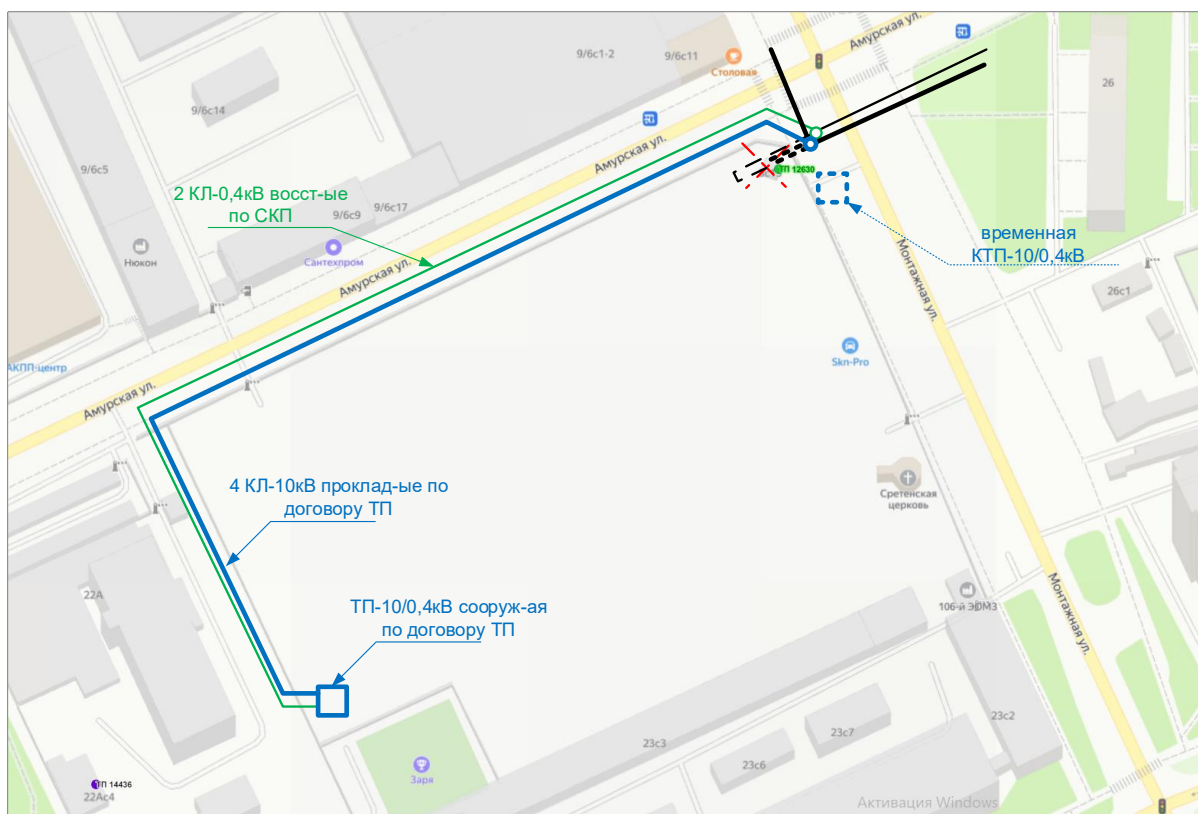 Амурская ул.
9/6с1-2
9/6с11
Столовая
26
9/6с14
9/6с5
Амурская ул.
ТП 12630
2 КЛ-0,4кВ восст-ые
по СКП
9/6с17
9/6с9
Нюкон
Сантехпром
временная
КТП-10/0,4кВ
Амурская ул.
Монтажная ул.
26с1
АКПП-центр
Skn-Pro
Амурская ул.
4 КЛ-10кВ проклад-ые по
договору ТП
Сретенская
церковь
22А
ТП-10/0,4кВ сооруж-ая
по договору ТП
106-й ЭОМЗ
Монтажная ул.
23с2
23с7
23с3
23с6
Заря
ТП 14436
22Ас4
Активация Windows